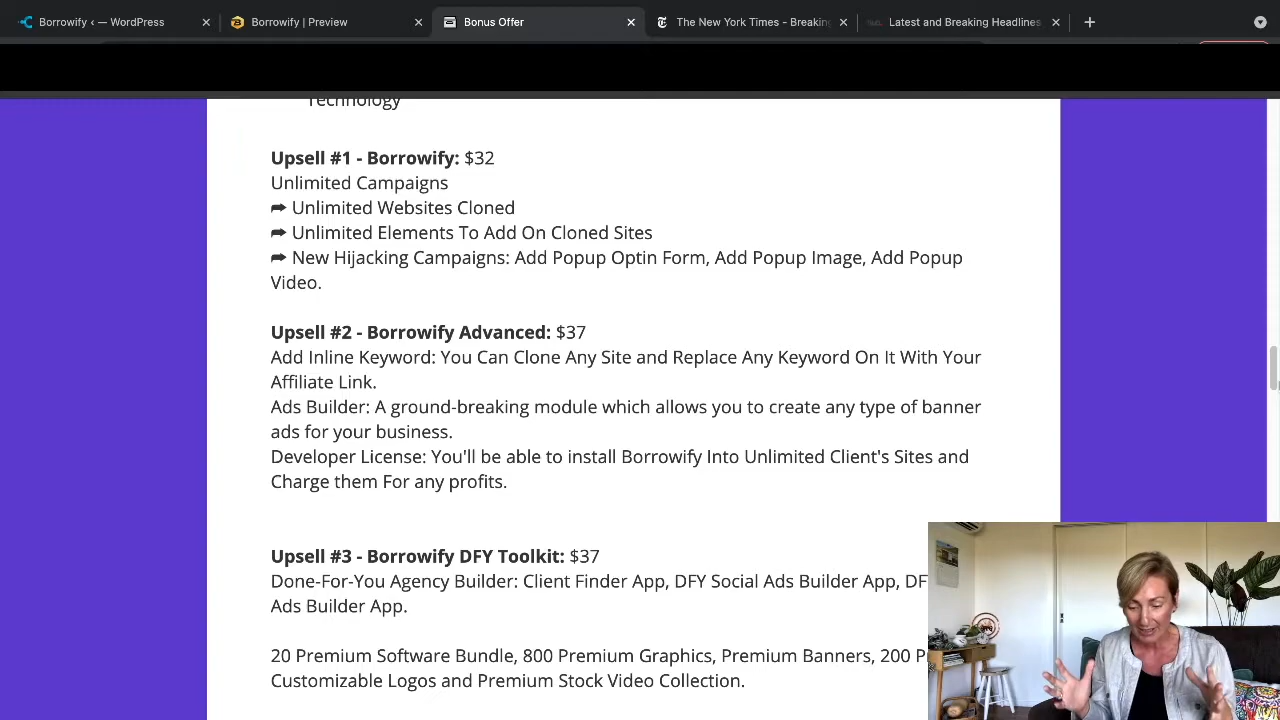 Borrowify ‹ — WordPress
Borrowify | Preview
Bonus Offer
The New York Times - Breaking
Latest and Breaking Headlines
Technology
Upsell #1 - Borrowify: $32
Unlimited Campaigns
➦ Unlimited Websites Cloned
➦ Unlimited Elements To Add On Cloned Sites
➦ New Hijacking Campaigns: Add Popup Optin Form, Add Popup Image, Add Popup
Video.
Upsell #2 - Borrowify Advanced: $37
Add Inline Keyword: You Can Clone Any Site and Replace Any Keyword On It With Your
Affiliate Link.
Ads Builder: A ground-breaking module which allows you to create any type of banner
ads for your business.
Developer License: You'll be able to install Borrowify Into Unlimited Client's Sites and
Charge them For any profits.
Upsell #3 - Borrowify DFY Toolkit: $37
Done-For-You Agency Builder: Client Finder App, DFY Social Ads Builder App, DF
Ads Builder App.
20 Premium Software Bundle, 800 Premium Graphics, Premium Banners, 200 P
Customizable Logos and Premium Stock Video Collection.